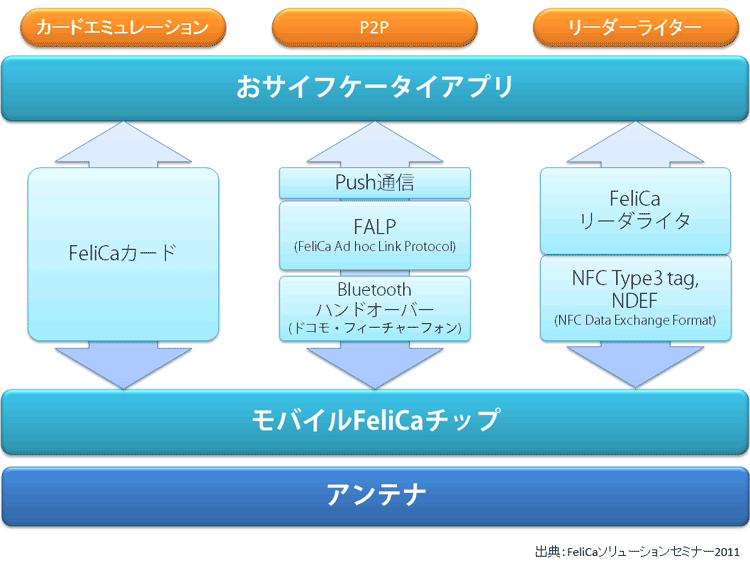 カードエミュレーション
P2P
リーダーライター
おサイフケータイアプリ
FeliCaカード
Push通信
FALP
(FeliCa Ad hoc Link Protocol)
Bluetooth
ハンドオーバー
(ドコモ・フィーチャーフォン)
FeliCa
リーダライタ
NFC Type3 tag,
NDEF
(NFC Data Exchange Format)
モバイルFeliCaチップ
アンテナ
出典：FeliCaソリューションセミナー2011